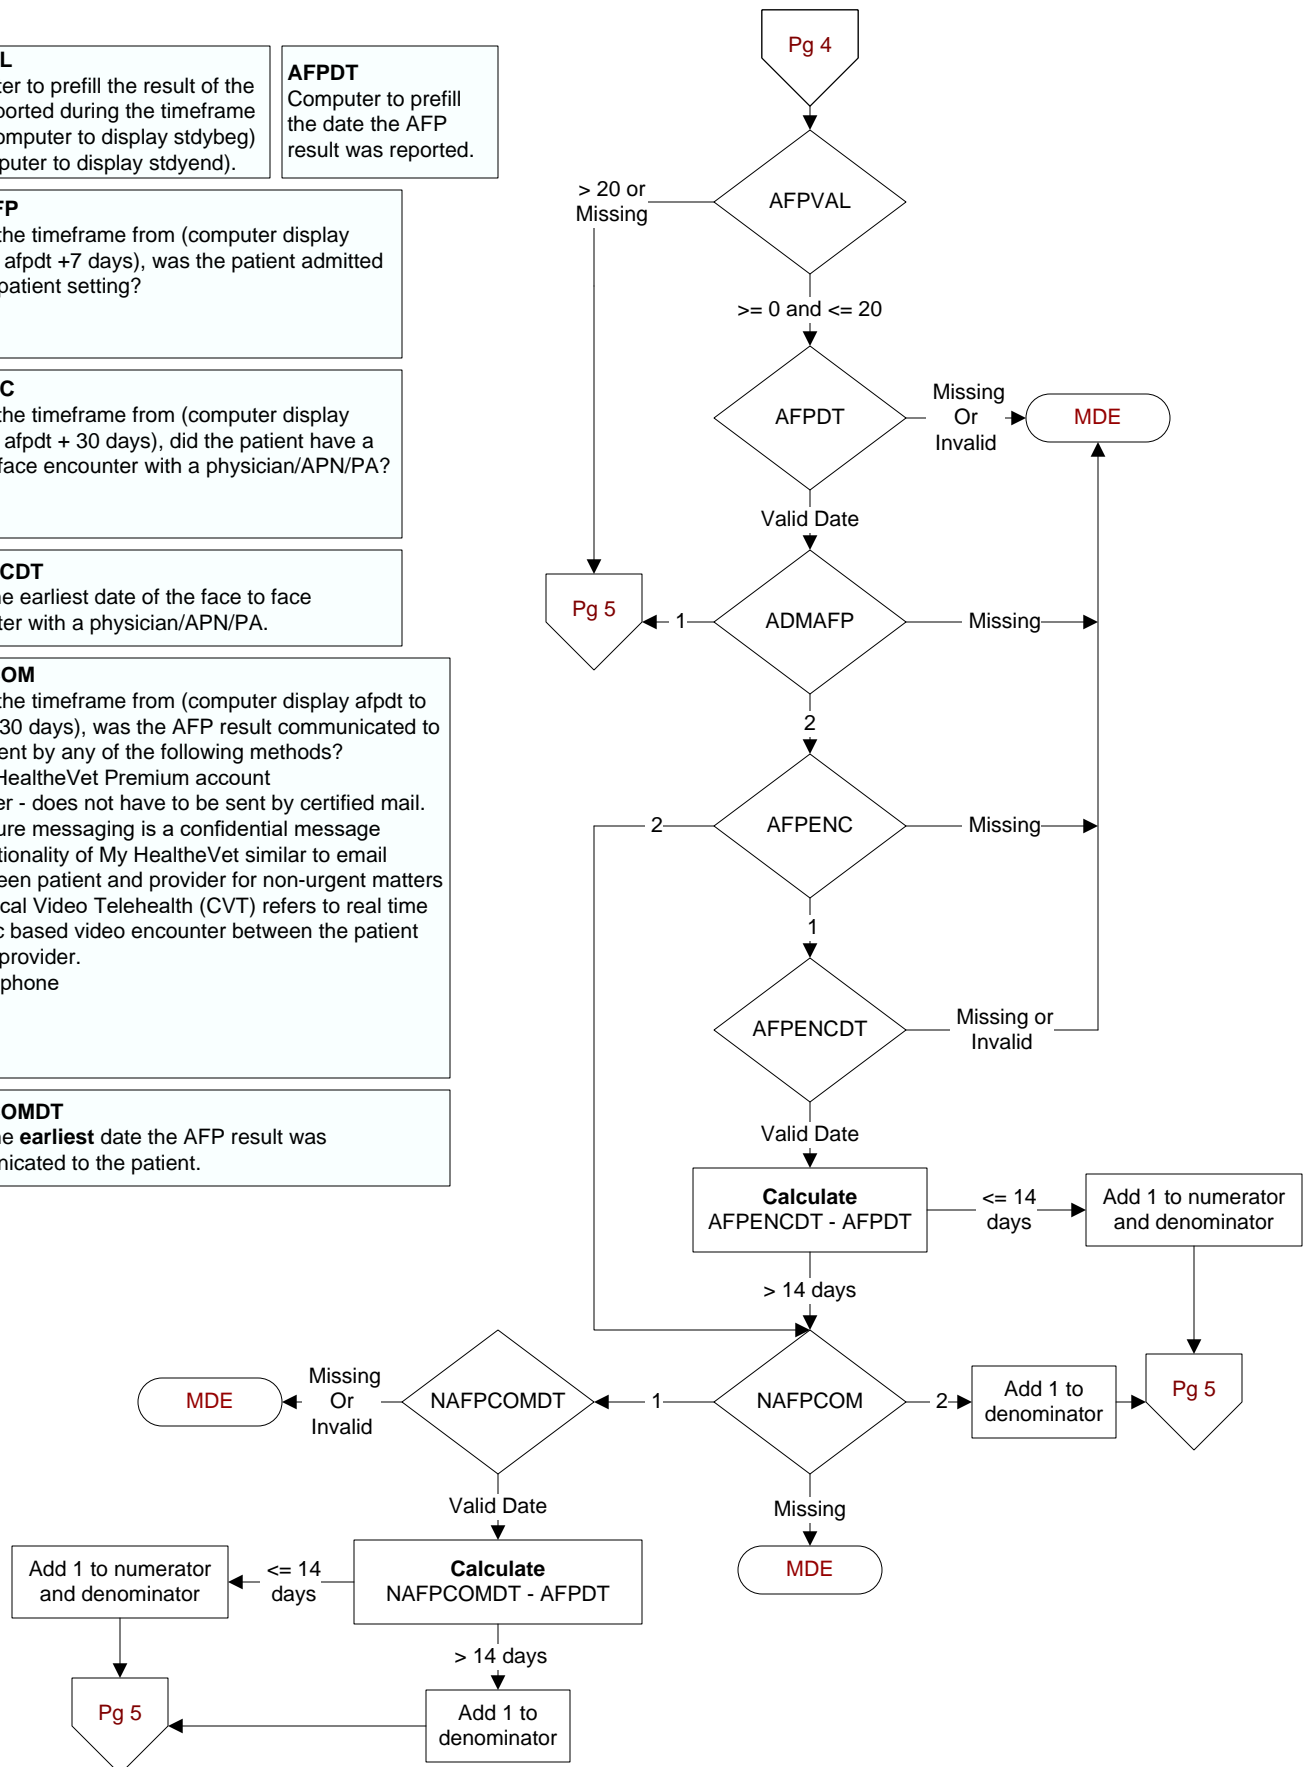 L
ter to prefill the result of the
ported during the timeframe
omputer to display stdybeg)
puter to display stdyend).
AFPDT
Computer to prefill
the date the AFP
result was reported.
FP
the timeframe from (computer display
afpdt +7 days), was the patient admitted
patient setting?
C
the timeframe from (computer display
afpdt + 30 days), did the patient have a
face encounter with a physician/APN/PA?
CDT
ne earliest date of the face to face
ter with a physician/APN/PA.
OM
the timeframe from (computer display afpdt to
30 days), was the AFP result communicated to
ent by any of the following methods?
HealtheVet Premium account
er - does not have to be sent by certified mail.
ure messaging is a confidential message
tionality of My HealtheVet similar to email
een patient and provider for non-urgent matters
cal Video Telehealth (CVT) refers to real time
c based video encounter between the patient
provider.
phone
OMDT
ne earliest date the AFP result was
nicated to the patient.
Pg 4
AFPVAL
> 20 or
Missing
>= 0 and <= 20
AFPDT
Missing
Or
Invalid
MDE
Valid Date
Pg 5
1
ADMAFP
Missing
2
2
AFPENC
Missing
1
AFPENCDT
Missing or
Invalid
Valid Date
Calculate
AFPENCDT - AFPDT
<= 14
days
Add 1 to numerator
and denominator
> 14 days
MDE
Missing
Or
Invalid
NAFPCOMDT
1
NAFPCOM
2
Add 1 to
denominator
Pg 5
Valid Date
Missing
MDE
Add 1 to numerator
and denominator
<= 14
days
Calculate
NAFPCOMDT - AFPDT
> 14 days
Pg 5
Add 1 to
denominator